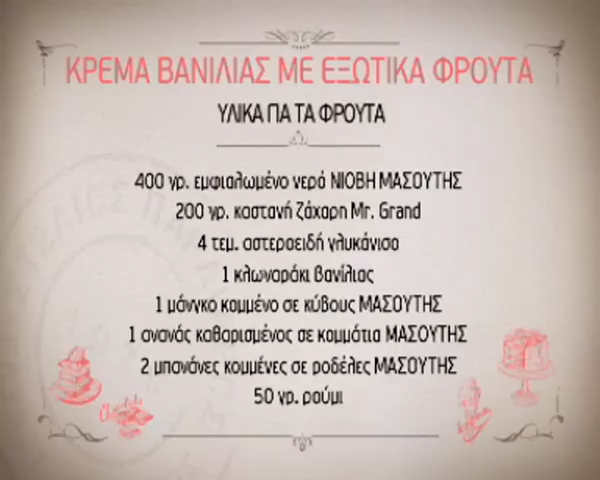 ΚΡΕΜΑ ΒΑΝΙΛΙΑΣ ΜΕ ΕΞΩΤΙΚΑ ΦΡΟΥΤΑ
ΥΛΙΚΑ ΓΙΑ ΤΑ ΦΡΟΥΤΑ
400 γρ. εμφιαλωμένο νερό ΝΙΟΒΗ ΜΑΣΟΥΤΗΣ
200 γρ. καστανή ζάχαρη Mr. Grand
4 τεμ. αστεροειδή γλυκάνισο
1 κλωναράκι βανίλιας
1 μάνγκο κομμένο σε κύβους ΜΑΣΟΥΤΗΣ
1 ανανάς καθαρισμένος σε κομμάτια ΜΑΣΟΥΤΗΣ
2 μπανάνες κομμένες σε ροδέλες ΜΑΣΟΥΤΗΣ
50 γρ. ρούμι